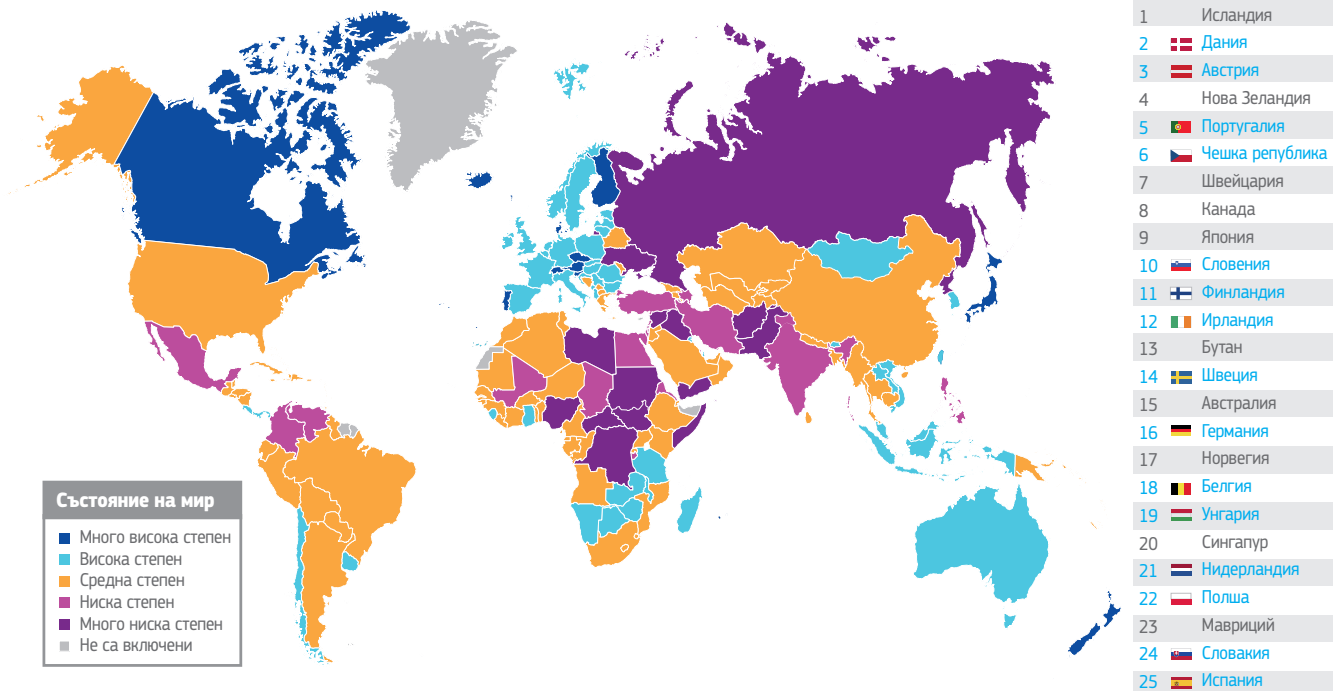 Състояние на мир
Много висока степен
Висока степен
Средна степен
Ниска степен
Много ниска степен
Не са включени
1 Исландия
2 Дания
3 Австрия
4 Нова Зеландия
5 Португалия
6 Чешка република
7 Швейцария
8 Канада
9 Япония
10 Словения
11 Финландия
12 Ирландия
13 Бутан
14 Швеция
15 Австралия
16 Германия
17 Норвегия
18 Белгия
19 Унгария
20 Сингапур
21 Нидерландия
22 Полша
23 Мавриций
24 Словакия
25 Испания